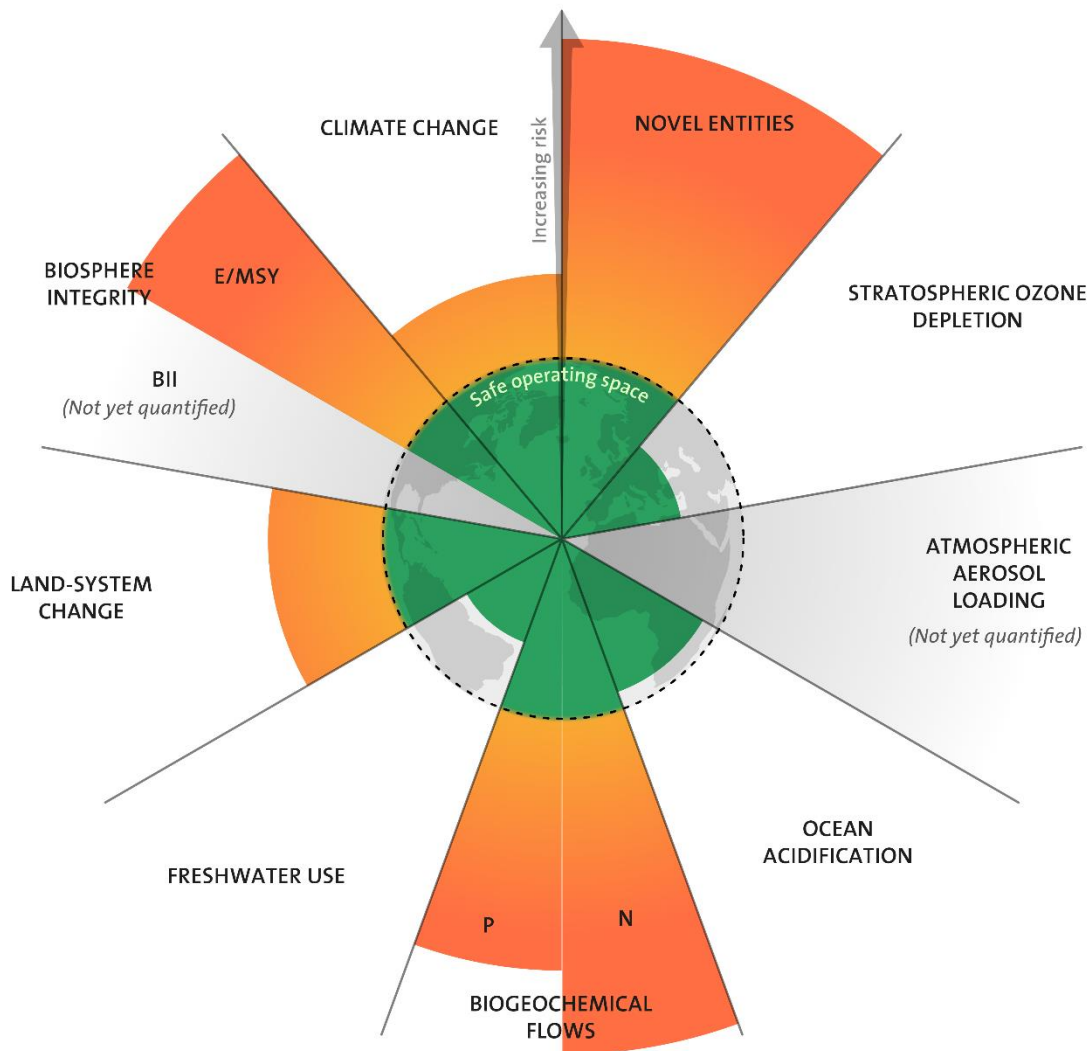 CLIMATE CHANGE
Increasing risk
NOVEL ENTITIES
BIOSPHERE
INTEGRITY
E/MSY
STRATOSPHERIC OZONE
DEPLETION
BII
(Not yet quantified)
Safe operating space
LAND-SYSTEM
CHANGE
ATMOSPHERIC
AEROSOL
LOADING
(Not yet quantified)
FRESHWATER USE
OCEAN
ACIDIFICATION
P
N
BIOGEOCHEMICAL
FLOWS